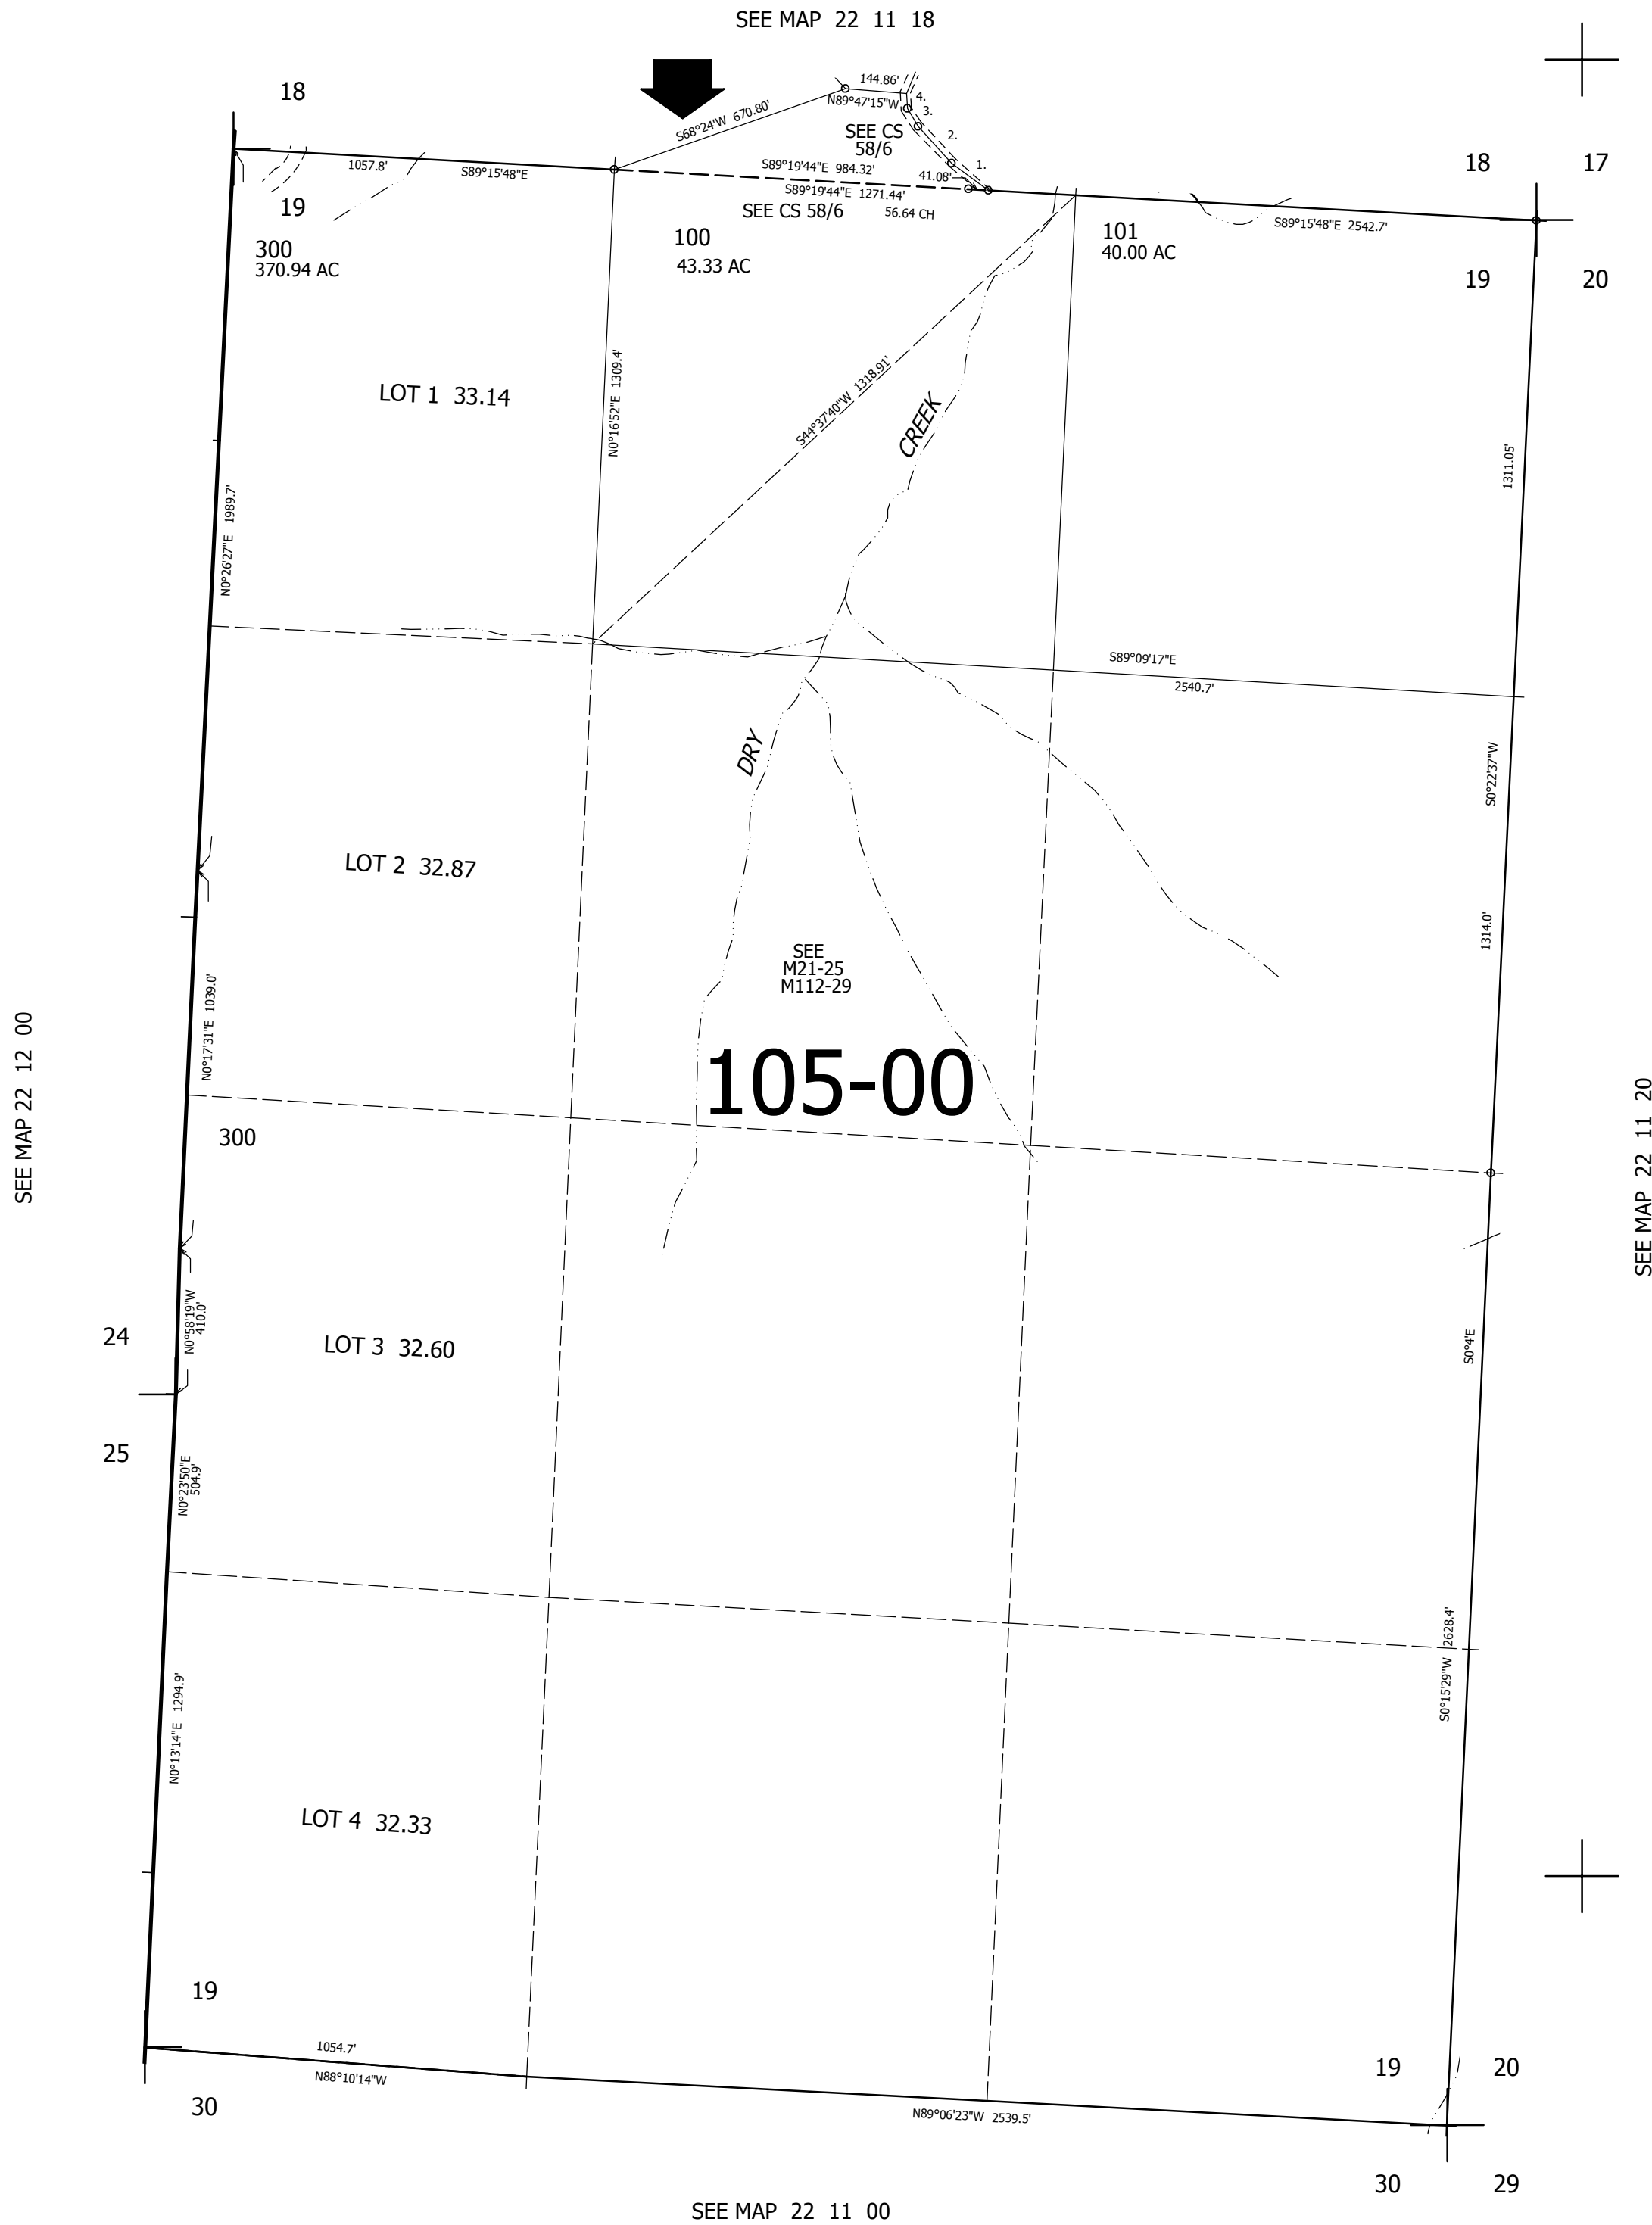 SEE MAP 22 11 18
18
144.86'
N89°47'15"W
4.
3.
2.
1.
S68°24'W 670.80'
SEE CS
58/6
18
17
1057.8'
S89°15'48"E
S89°19'44"E 984.32'
41.08'
S89°19'44"E 1271.44'
SEE CS 58/6
56.64 CH
S89°15'48"E 2542.7'
19
300
370.94 AC
100
43.33 AC
101
40.00 AC
19
20
LOT 1 33.14
N0°16'52"E 1309.4'
S44°37'40"W 1318.91'
CREEK
1311.05'
N0°26'27"E 1989.7'
S89°09'17"E
2540.7'
DRY
S0°22'37"W
LOT 2 32.87
1314.0'
SEE
M21-25
M112-29
N0°17'31"E 1039.0'
105-00
SEE MAP 22 12 00
SEE MAP 22 11 20
300
N0°58'19"W
410.0'
24
LOT 3 32.60
S0°4'E
25
N0°23'50"E
504.9'
S0°15'29"W 2628.4'
N0°13'14"E 1294.9'
LOT 4 32.33
19
1054.7'
N88°10'14"W
19
20
30
N89°06'23"W 2539.5'
30
29
SEE MAP 22 11 00